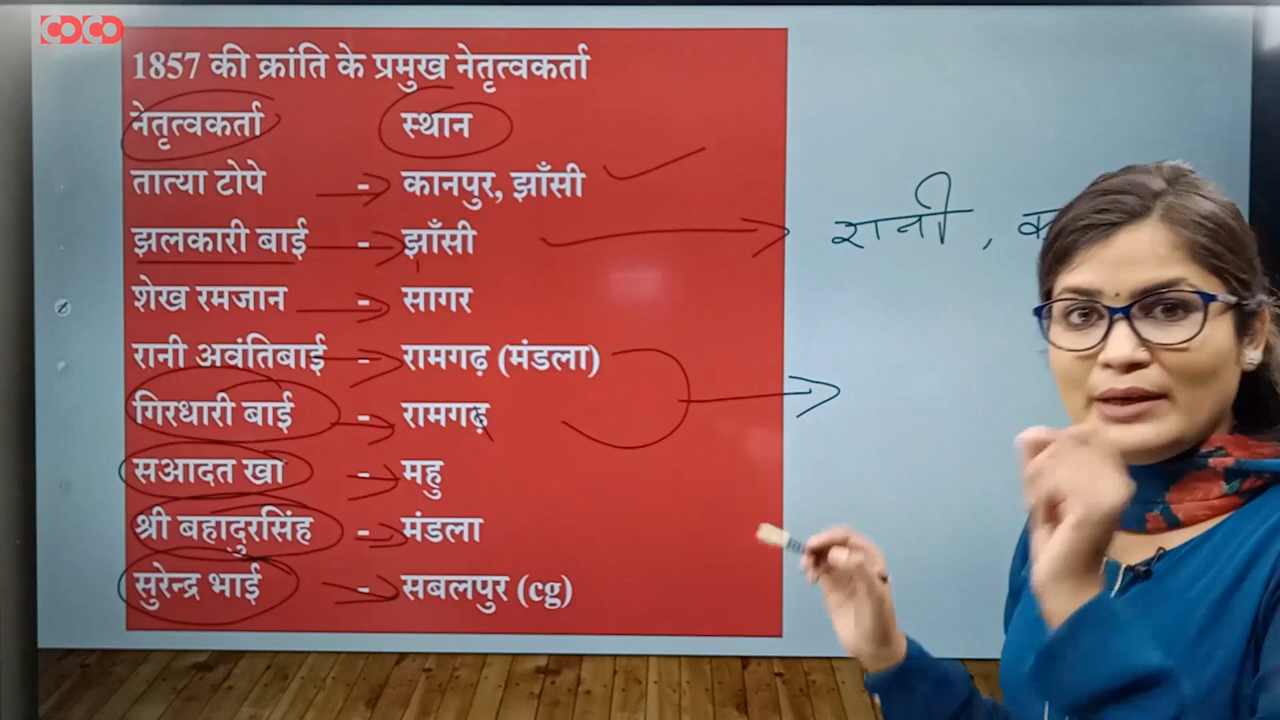 COCO
1857 की क्रांति के प्रमुख नेतृत्वकर्ता
नेतृत्वकर्ता स्थान
तात्या टोपे - कानपुर, झाँसी
झलकारी बाई - झाँसी
रानी,
शेख रमजान - सागर
रानी अवंतिबाई - रामगढ़ (मंडला)
गिरधारी बाई - रामगढ़
सआदत खा - महु
श्री बहादुरसिंह - मंडला
सुरेन्द्र भाई - सबलपुर (cg)